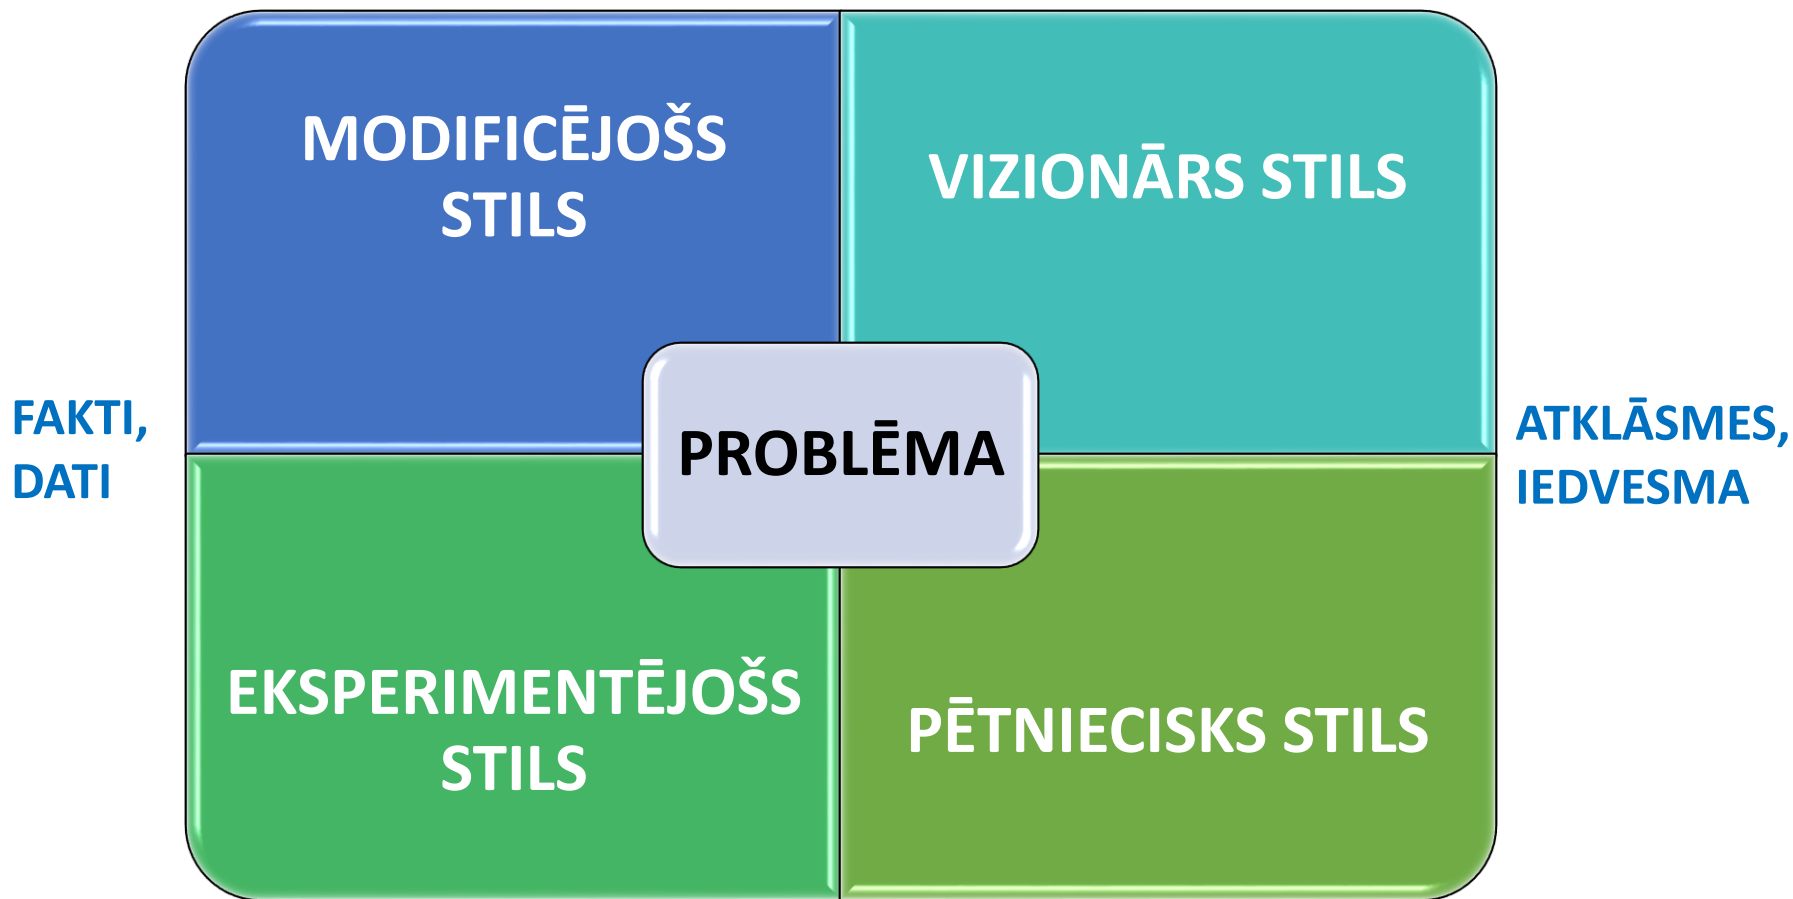 MODIFICĒJOŠS
STILS
VIZIONĀRS STILS
FAKTI,
DATI
PROBLĒMA
ATKLĀSMES,
IEDVESMA
EKSPERIMENTĒJOŠS
STILS
PĒTNIECISKS STILS